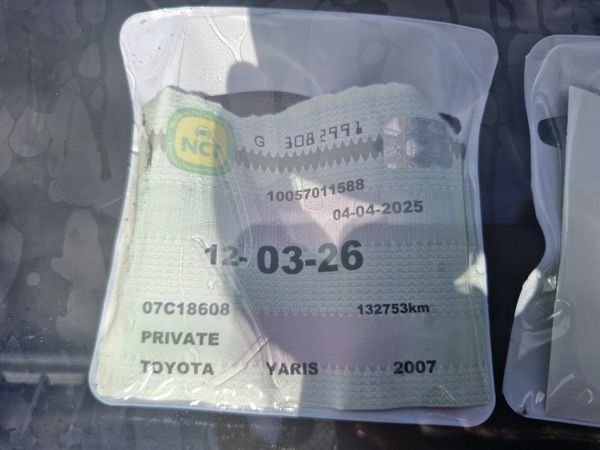 NCT G 3082991
10057011588
04-04-2025
12-03-26
07C18608 132753km
PRIVATE
TOYOTA YARIS 2007